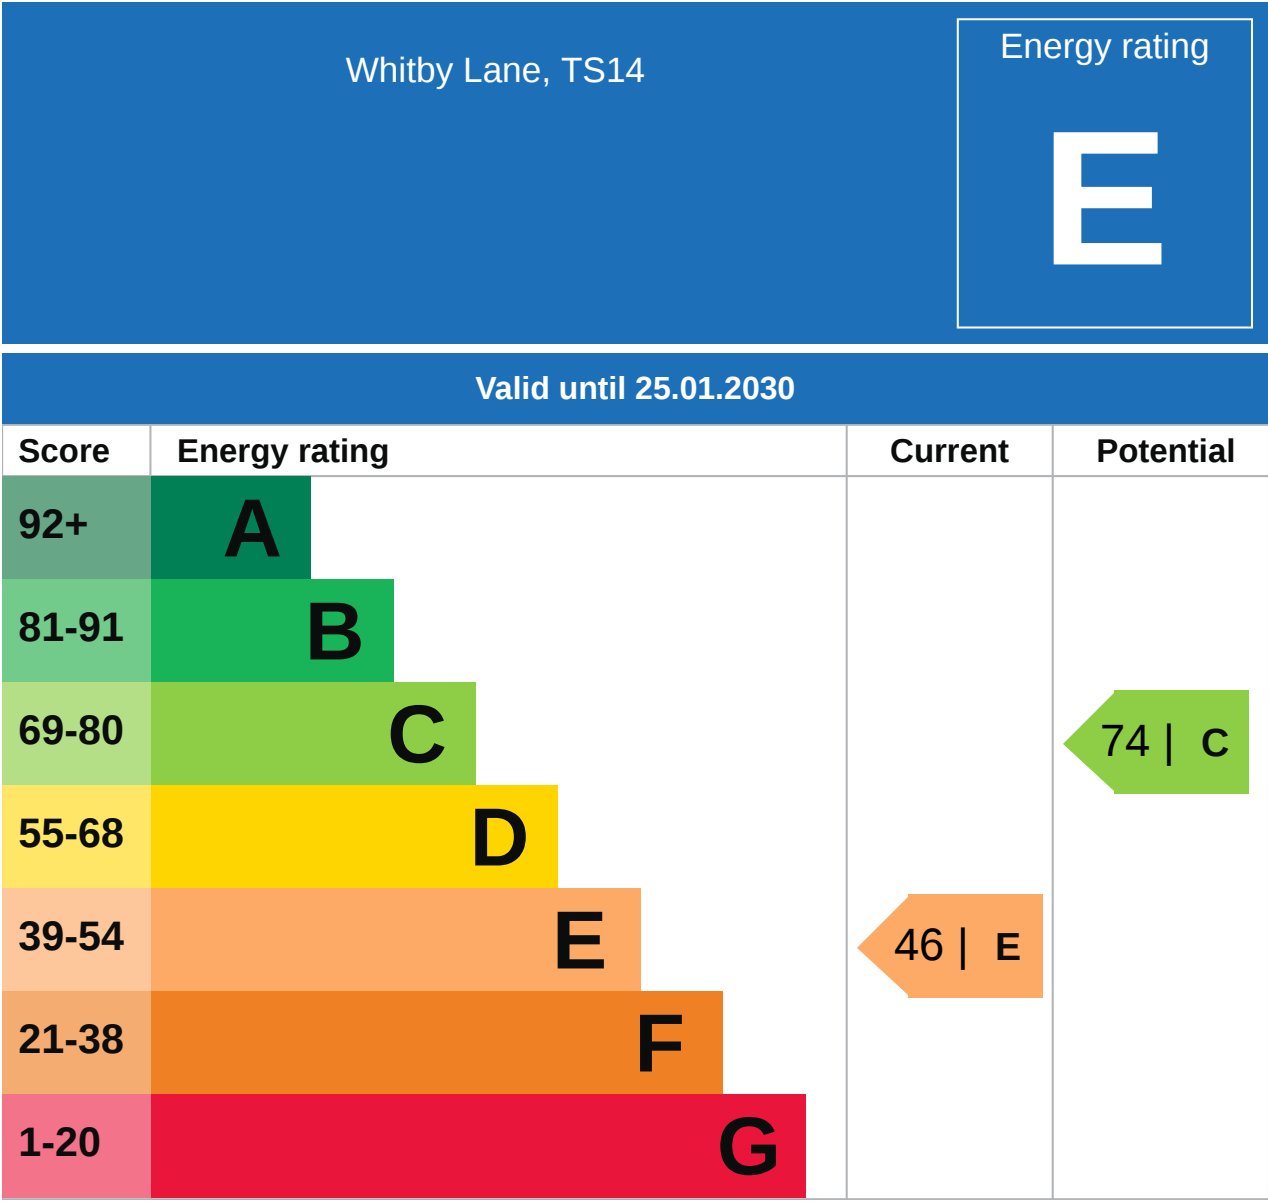 Whitby Lane, TS14
Energy rating
E
Valid until 25.01.2030
Score Energy rating Current Potential
92+ A
81-91 B
69-80 C 74 | C
55-68 D
39-54 E 46 | E
21-38 F
1-20 G